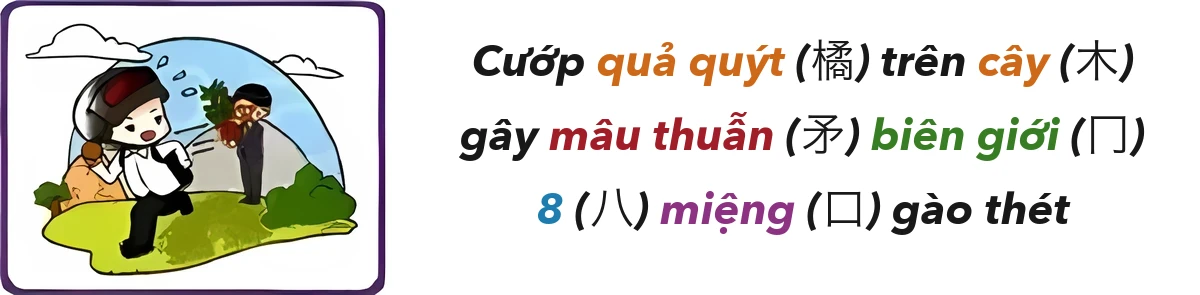 Cướp quả quýt (橘) trên cây (木)
gây mâu thuẫn (矛) biên giới (冂)
8 (八) miệng (口) gào thét